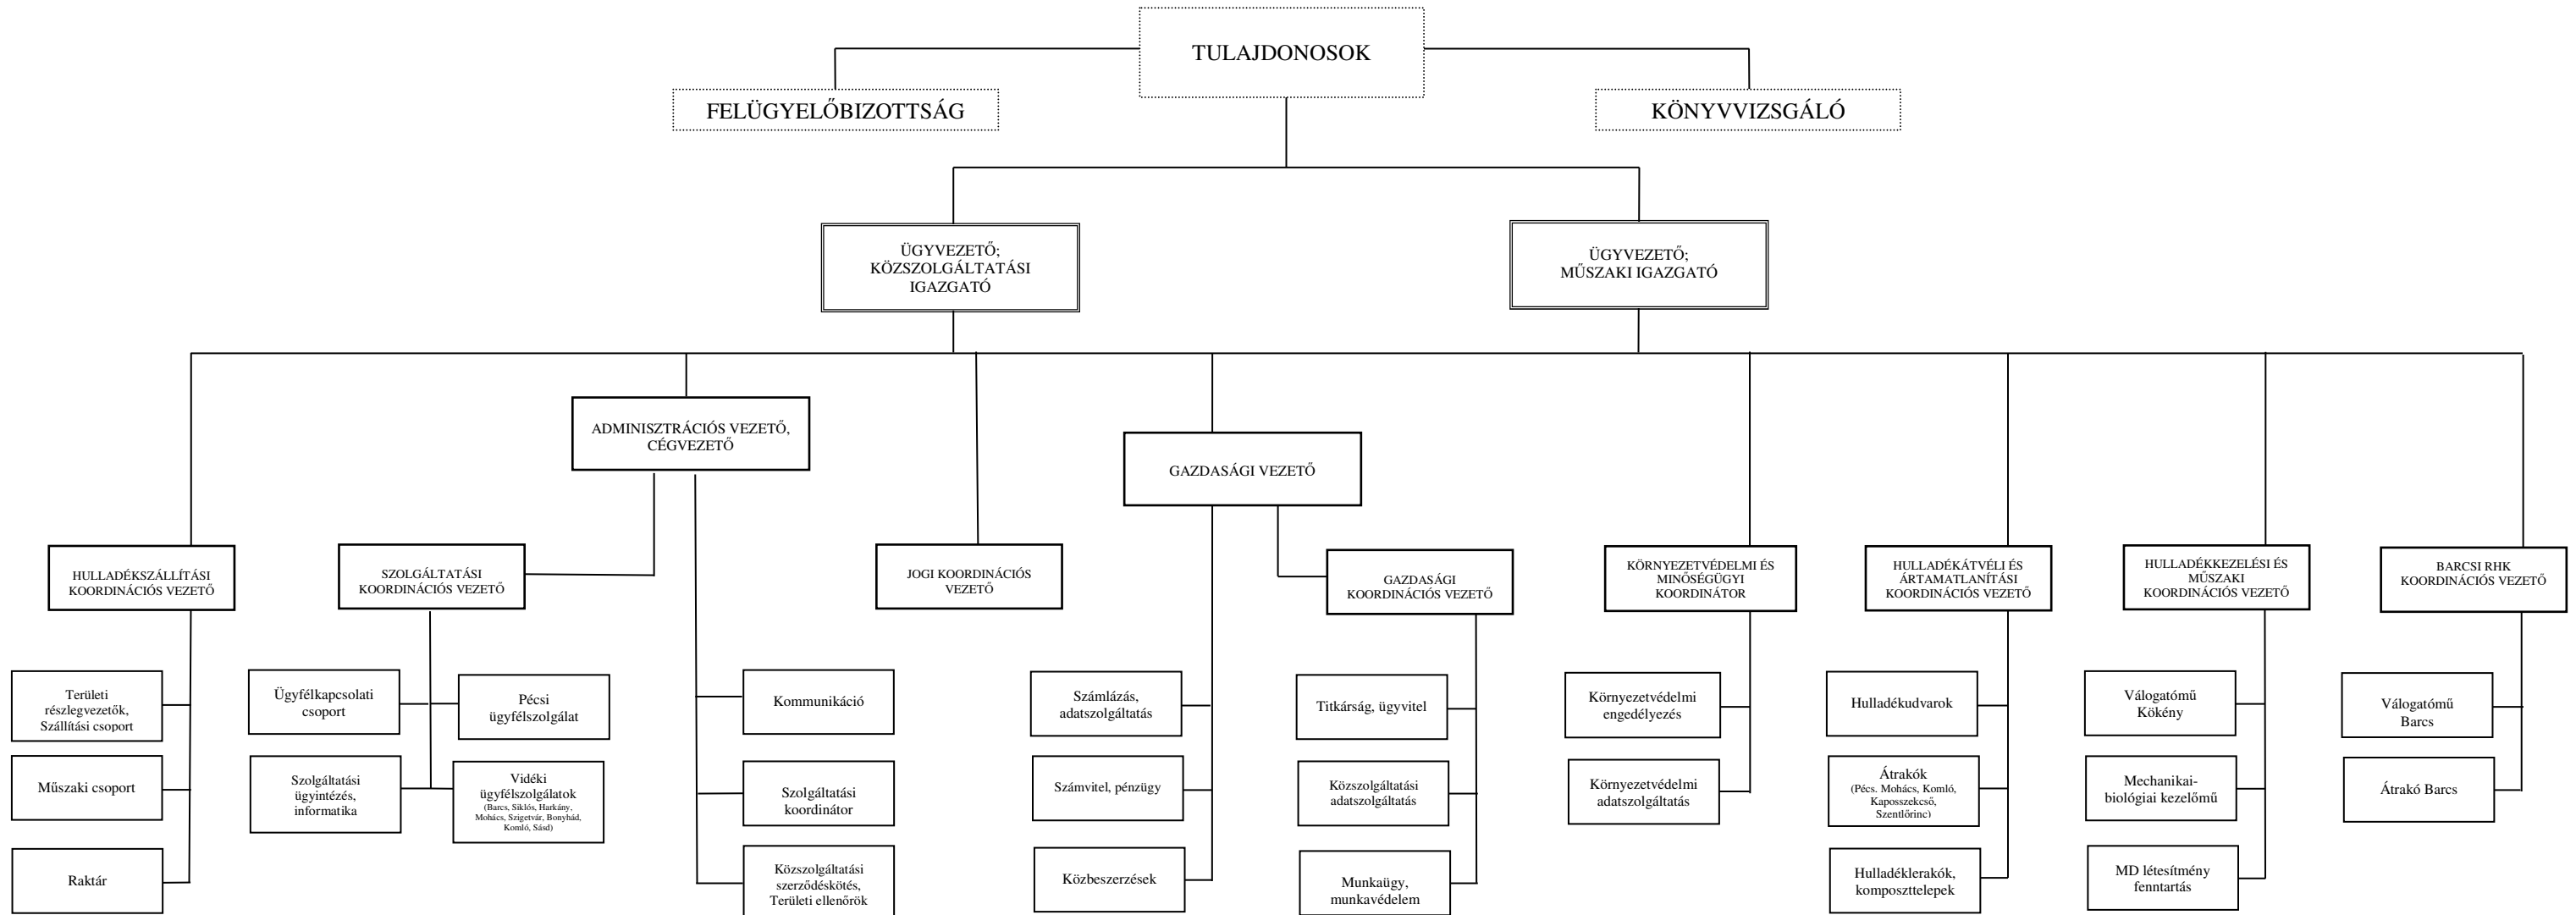 TULAJDONOSOK
FELÜGYELŐBIZOTTSÁG
KÖNYVVIZSGÁLÓ
ÜGYVEZETŐ;
KÖZSZOLGÁLTATÁSI
IGAZGATÓ
ÜGYVEZETŐ;
MŰSZAKI IGAZGATÓ
ADMINISZTRÁCIÓS VEZETŐ,
CÉGVEZETŐ
GAZDASÁGI VEZETŐ
HULLADÉKSZÁLLÍTÁSI
KOORDINÁCIÓS VEZETŐ
SZOLGÁLTATÁSI
KOORDINÁCIÓS VEZETŐ
JOGI KOORDINÁCIÓS
VEZETŐ
GAZDASÁGI
KOORDINÁCIÓS VEZETŐ
KÖRNYEZETVÉDELMI ÉS
MINŐSÉGÜGYI
KOORDINÁTOR
HULLADÉKÁTVÉLI ÉS
ÁRTAMATLANÍTÁSI
KOORDINÁCIÓS VEZETŐ
HULLADÉKKEZELÉSI ÉS
MŰSZAKI
KOORDINÁCIÓS VEZETŐ
BARCSI RHK
KOORDINÁCIÓS VEZETŐ
Területi
részlegvezetők,
Szállítási csoport
Ügyfélkapcsolati
csoport
Pécsi
ügyfélszolgálat
Kommunikáció
Számlázás,
adatszolgáltatás
Titkárság, ügyvitel
Környezetvédelmi
engedélyezés
Hulladékudvarok
Válogatómű
Kökény
Válogatómű
Barcs
Műszaki csoport
Szolgáltatási
ügyintézés,
informatika
Vidéki
ügyfélszolgálatok
(Barcs, Siklós, Harkány,
Mohács, Szigetvár, Bonyhád,
Komló, Sásd)
Szolgáltatási
koordinátor
Számvitel, pénzügy
Közszolgáltatási
adatszolgáltatás
Környezetvédelmi
adatszolgáltatás
Átrakók
(Pécs. Mohács, Komló,
Kaposszekcső,
Szentlőrinc)
Mechanikai-
biológiai kezelőmű
Átrakó Barcs
Raktár
Közszolgáltatási
szerződéskötés,
Területi ellenőrök
Közbeszerzések
Munkaügy,
munkavédelem
Hulladéklerakók,
komposzttelepek
MD létesítmény
fenntartás